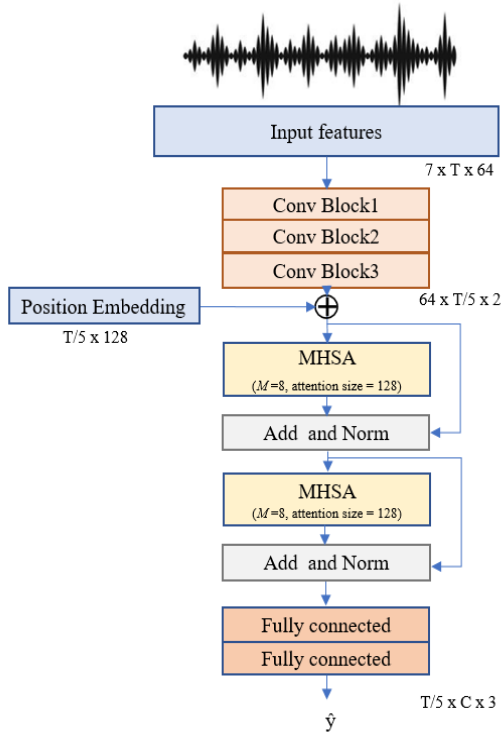 Input features
7 x T x 64
Conv Block1
Conv Block2
Conv Block3
64 x T/5 x 2
Position Embedding
T/5 x 128
MHSA
(M=8, attention size = 128)
Add and Norm
MHSA
(M=8, attention size = 128)
Add and Norm
Fully connected
Fully connected
T/5 x C x 3
ŷ